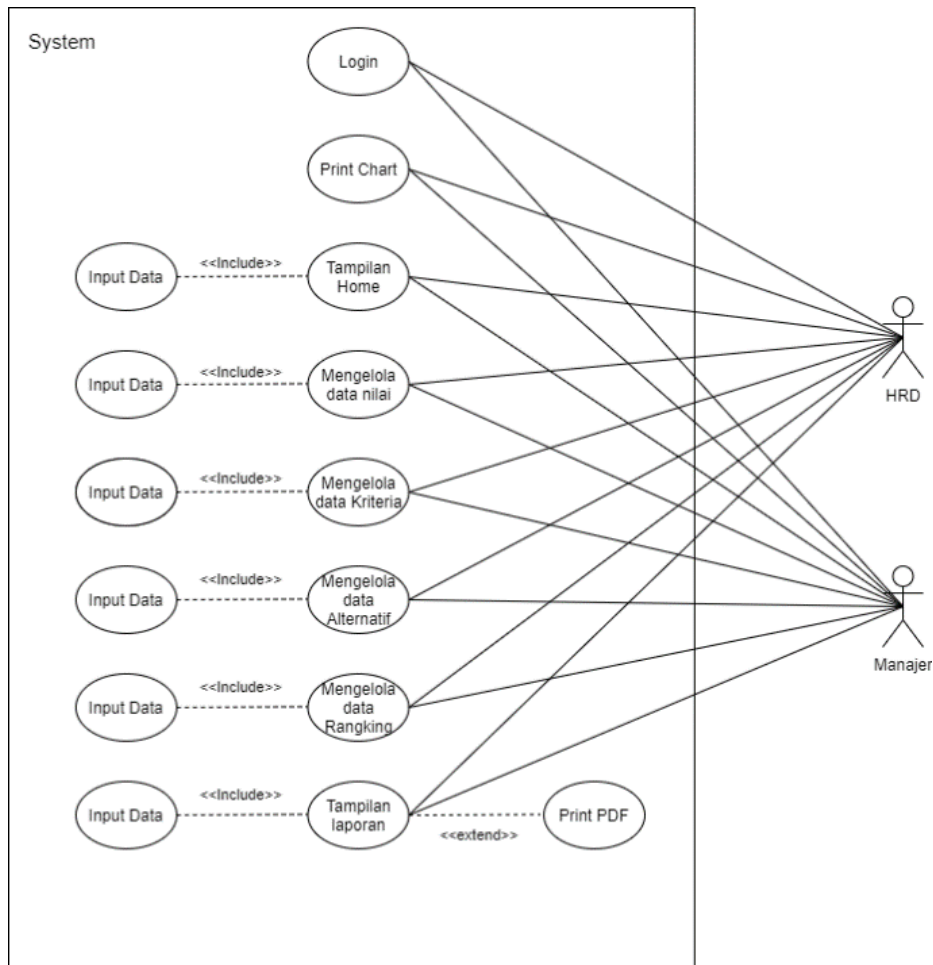 System
Login
Print Chart
Input Data
<<Include>>
Tampilan
Home
Input Data
<<Include>>
Mengelola
data nilai
HRD
Input Data
<<Include>>
Mengelola
data Kriteria
Input Data
<<Include>>
Mengelola
data
Alternatif
Manajer
Input Data
<<Include>>
Mengelola
data
Rangking
Input Data
<<Include>>
Tampilan
laporan
<<extend>>
Print PDF